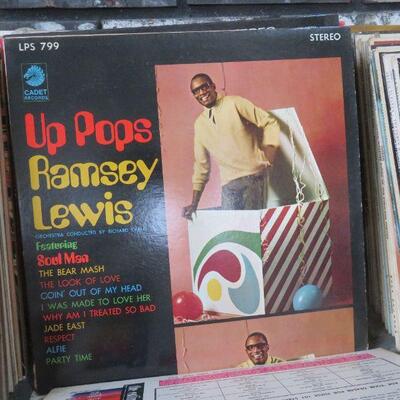 LPS 799
STEREO
CADET
RECORDS
Up Pops
Ramsey
Lewis
ORCHESTRA CONDUCTED BY RICHARD
Featuring
Soul Man
THE BEAR MASH
THE LOOK OF LOVE
GOIN' OUT OF MY HEAD
I WAS MADE TO LOVE HER
WHY AM I TREATED SO BAD
JADE EAST
RESPECT
ALFIE
PARTY TIME